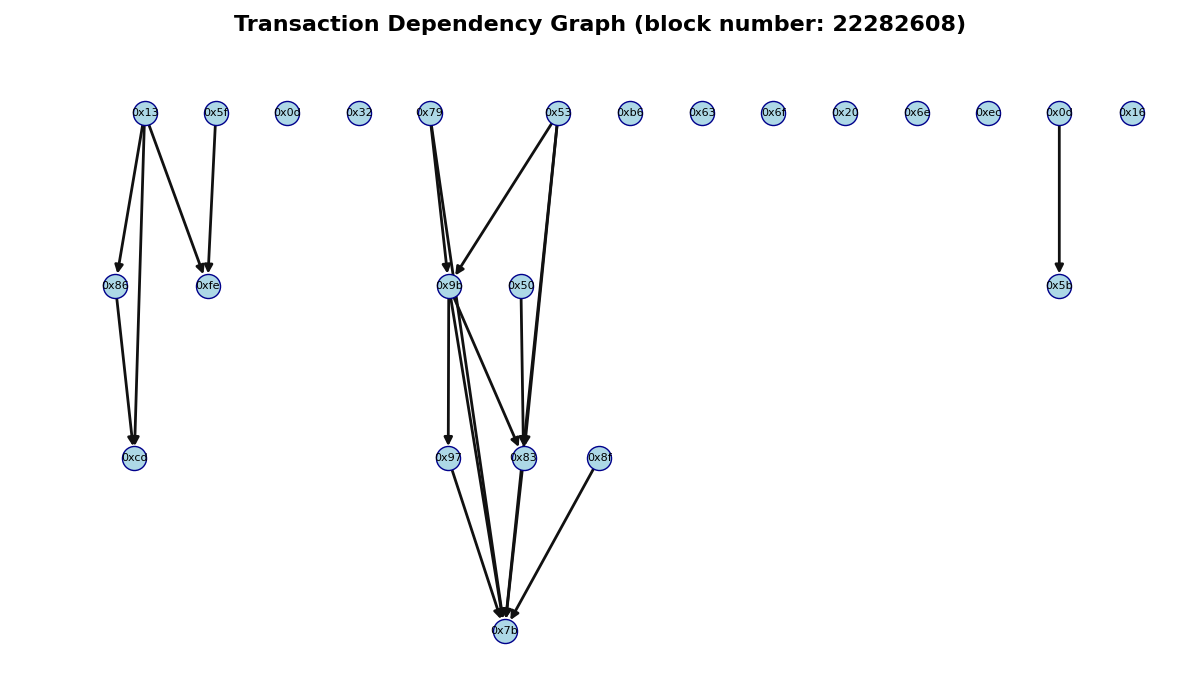 Transaction Dependency Graph (block number: 22282608)
0x13 0x5f 0x0c 0x32 0x79 0x53 0xb6 0x63 0x6f 0x20 0x6e 0xec 0x0d 0x16
0x86 0xfe 0x9b 0x50 0x5b
0xcd 0x97 0x83 0x8f
0x7b